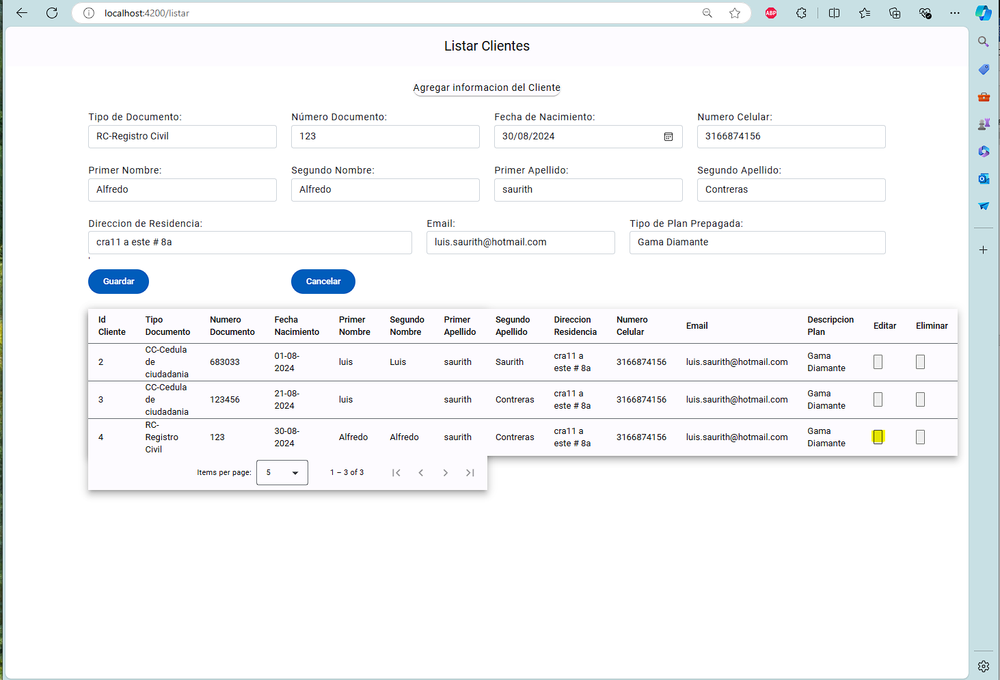 localhost:4200/listar
ABP
Listar Clientes
Agregar informacion del Cliente
Tipo de Documento: Número Documento: Fecha de Nacimiento: Numero Celular:
RC-Registro Civil 123 30/08/2024 3166874156
Primer Nombre: Segundo Nombre: Primer Apellido: Segundo Apellido:
Alfredo Alfredo saurith Contreras
Direccion de Residencia: Email: Tipo de Plan Prepagada:
cra11 a este # 8a luis.saurith@hotmail.com Gama Diamante
Guardar Cancelar
Id Tipo Numero Fecha Primer Segundo Primer Segundo Direccion Numero Email Descripcion Editar Eliminar
Cliente Documento Documento Nacimiento Nombre Nombre Apellido Apellido Residencia Celular Plan
CC-Cedula 01-08- cra11 a Gama
2 de 683033 luis Luis saurith Saurith 3166874156 luis.saurith@hotmail.com
ciudadania 2024 este # 8a Diamante
CC-Cedula 21-08- cra11 a Gama
3 de 123456 luis saurith Contreras 3166874156 luis.saurith@hotmail.com
ciudadania 2024 este # 8a Diamante
RC- 30-08- cra11 a Gama
4 Registro 123 Alfredo Alfredo saurith Contreras 3166874156 luis.saurith@hotmail.com
Civil 2024 este # 8a Diamante
Items per page: 5 1 – 3 of 3